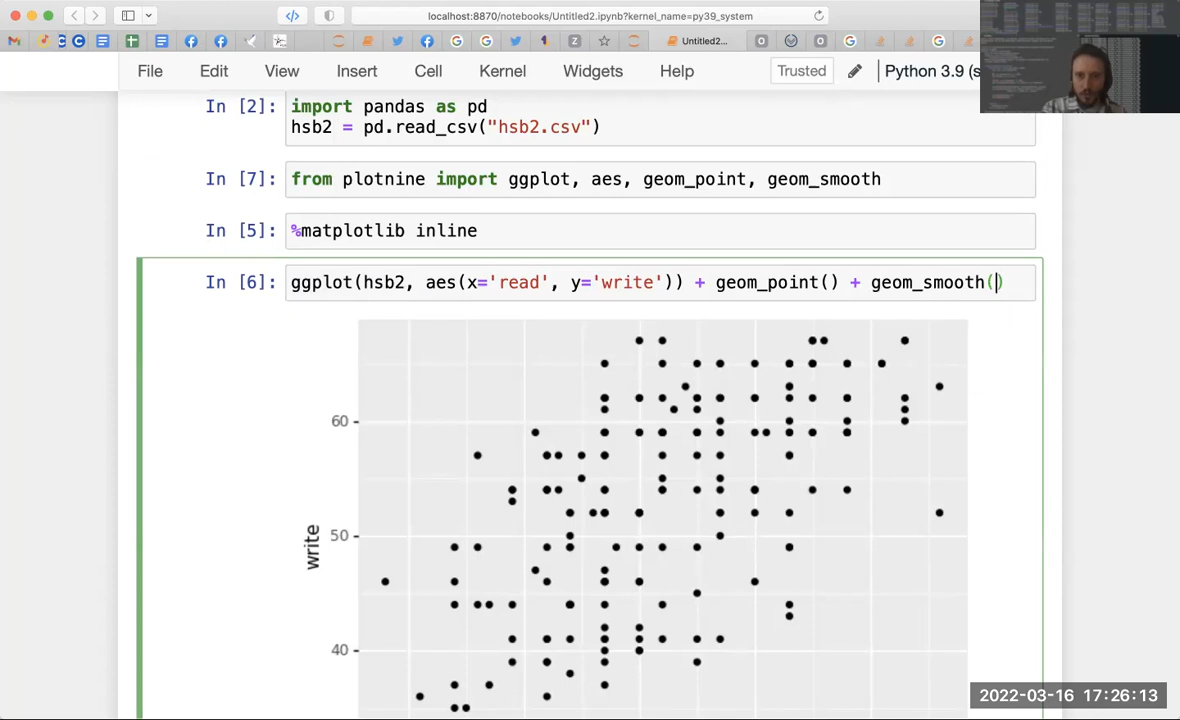 localhost:8870/notebooks/Untitled2.ipynb?kernel_name=py39_system
Untitled2...
File Edit View Insert Cell Kernel Widgets Help Trusted Python 3.9 (s
In [2]: import pandas as pd
hsb2 = pd.read_csv("hsb2.csv")
In [7]: from plotnine import ggplot, aes, geom_point, geom_smooth
In [5]: %matplotlib inline
In [6]: ggplot(hsb2, aes(x='read', y='write')) + geom_point() + geom_smooth()
60
write
50
40
2022-03-16 17:26:13